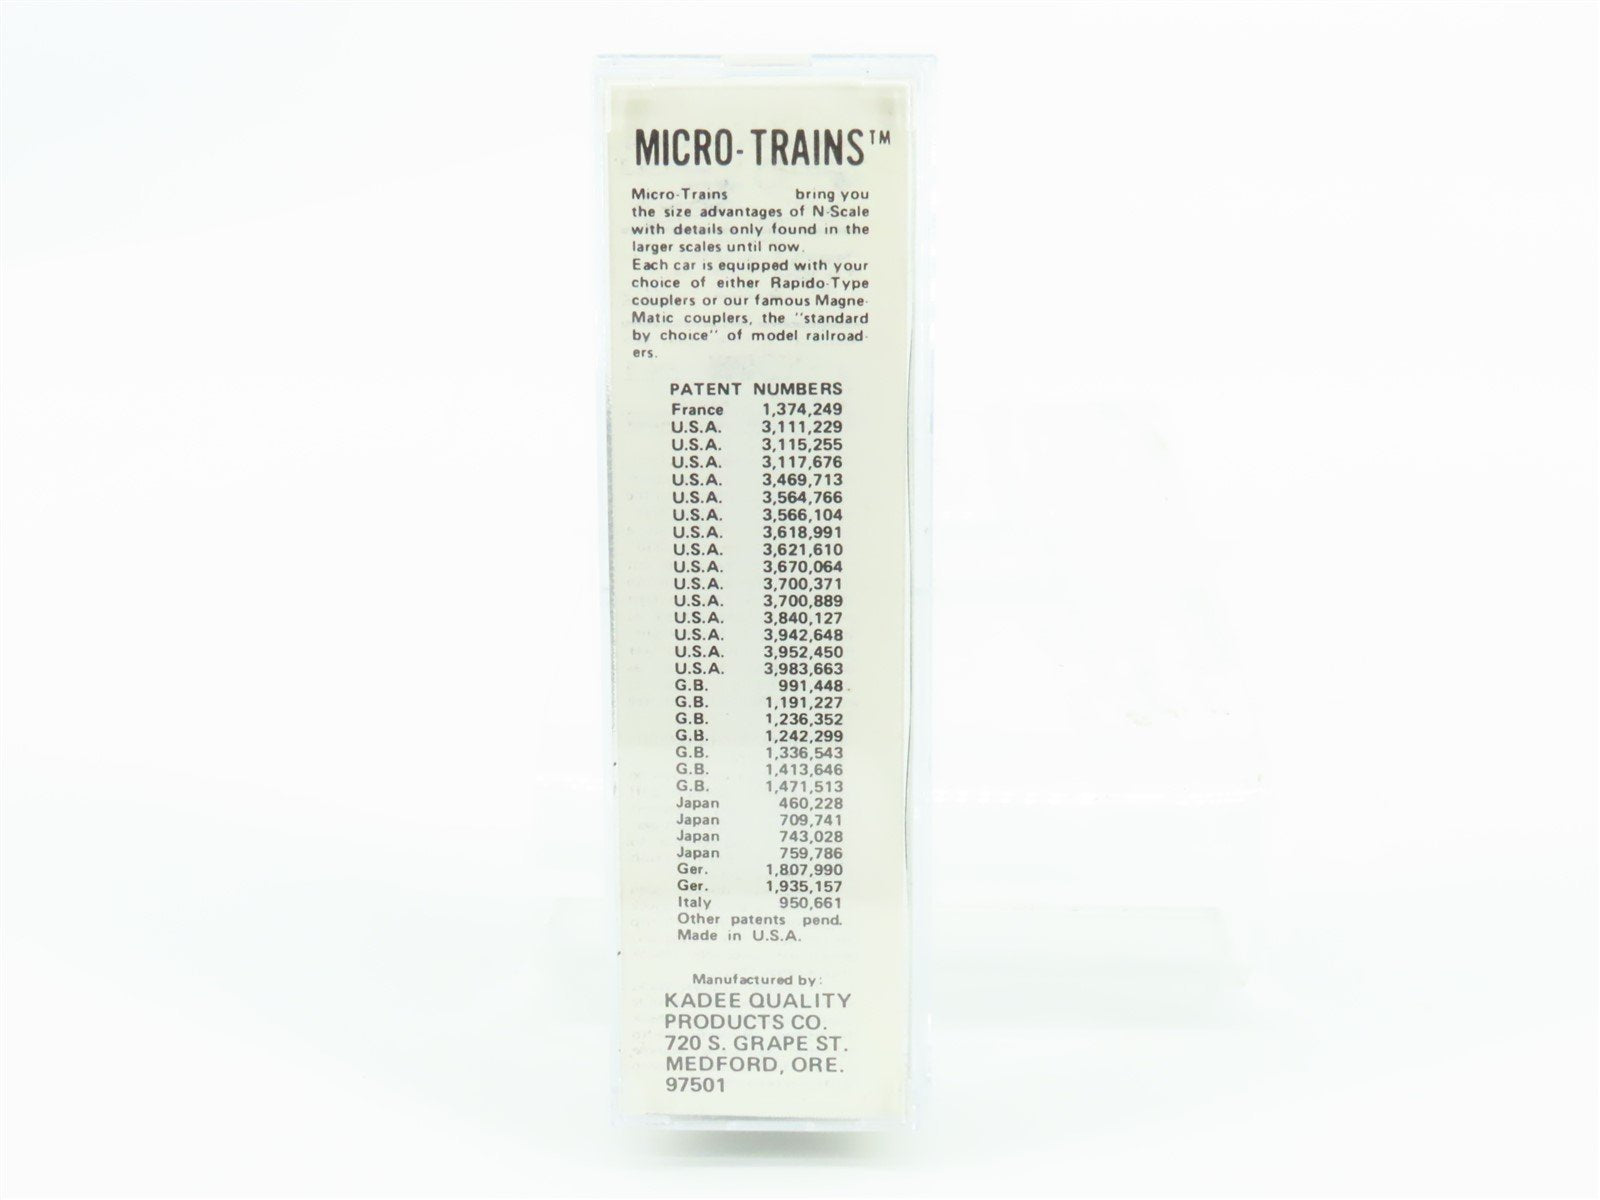 MICRO-TRAINS™
Micro-Trains bring you
the size advantages of N-Scale
with details only found in the
larger scales until now.
Each car is equipped with your
choice of either Rapido-Type
couplers or our famous Magne-
Matic couplers, the "standard
by choice" of model railroad-
ers.
PATENT NUMBERS
France 1,374,249
U.S.A. 3,111,229
U.S.A. 3,115,255
U.S.A. 3,117,676
U.S.A. 3,469,713
U.S.A. 3,564,766
U.S.A. 3,566,104
U.S.A. 3,618,991
U.S.A. 3,621,610
U.S.A. 3,670,064
U.S.A. 3,700,371
U.S.A. 3,700,889
U.S.A. 3,840,127
U.S.A. 3,942,648
U.S.A. 3,952,450
U.S.A. 3,983,663
G.B. 991,448
G.B. 1,191,227
G.B. 1,236,352
G.B. 1,242,299
G.B. 1,336,543
G.B. 1,413,646
G.B. 1,471,513
Japan 460,228
Japan 709,741
Japan 743,028
Japan 759,786
Ger. 1,807,990
Ger. 1,935,157
Italy 950,661
Other patents pend.
Made in U.S.A.
Manufactured by:
KADEE QUALITY
PRODUCTS CO.
720 S. GRAPE ST.
MEDFORD, ORE.
97501